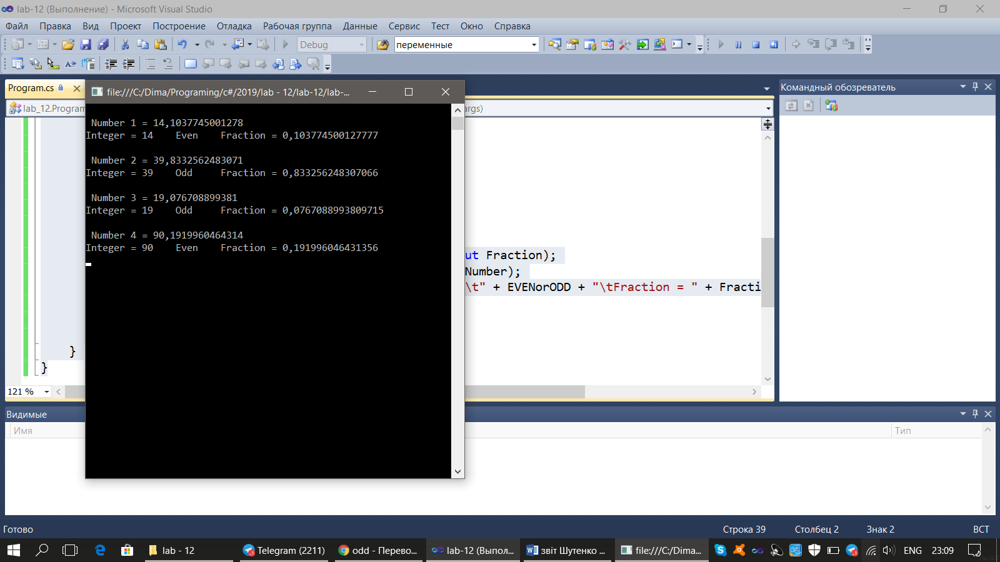 lab-12 (Выполнение) - Microsoft Visual Studio
Файл Правка Вид Проект Построение Отладка Рабочая группа Данные Сервис Тест Окно Справка
Debug переменные
Program.cs
file:///C:/Dima/Programing/c#/2019/lab - 12/lab-12/lab-...
Командный обозреватель
lab_12.Program
args)
Number 1 = 14,1037745001278
Integer = 14 Even Fraction = 0,103774500127777
Number 2 = 39,8332562483071
Integer = 39 Odd Fraction = 0,833256248307066
Number 3 = 19,076708899381
Integer = 19 Odd Fraction = 0,0767088993809715
Number 4 = 90,1919960464314
Integer = 90 Even Fraction = 0,191996046431356
ut Fraction);
Number);
\t" + EVENorODD + "\tFraction = " + Fracti
}
}
121 %
Видимые
Имя Тип
Готово Строка 39 Столбец 2 Знак 2 ВСТ
lab - 12 Telegram (2211) odd - Перево... lab-12 (Выпол... звіт Шутенко ... file:///C:/Dima... ENG 23:09